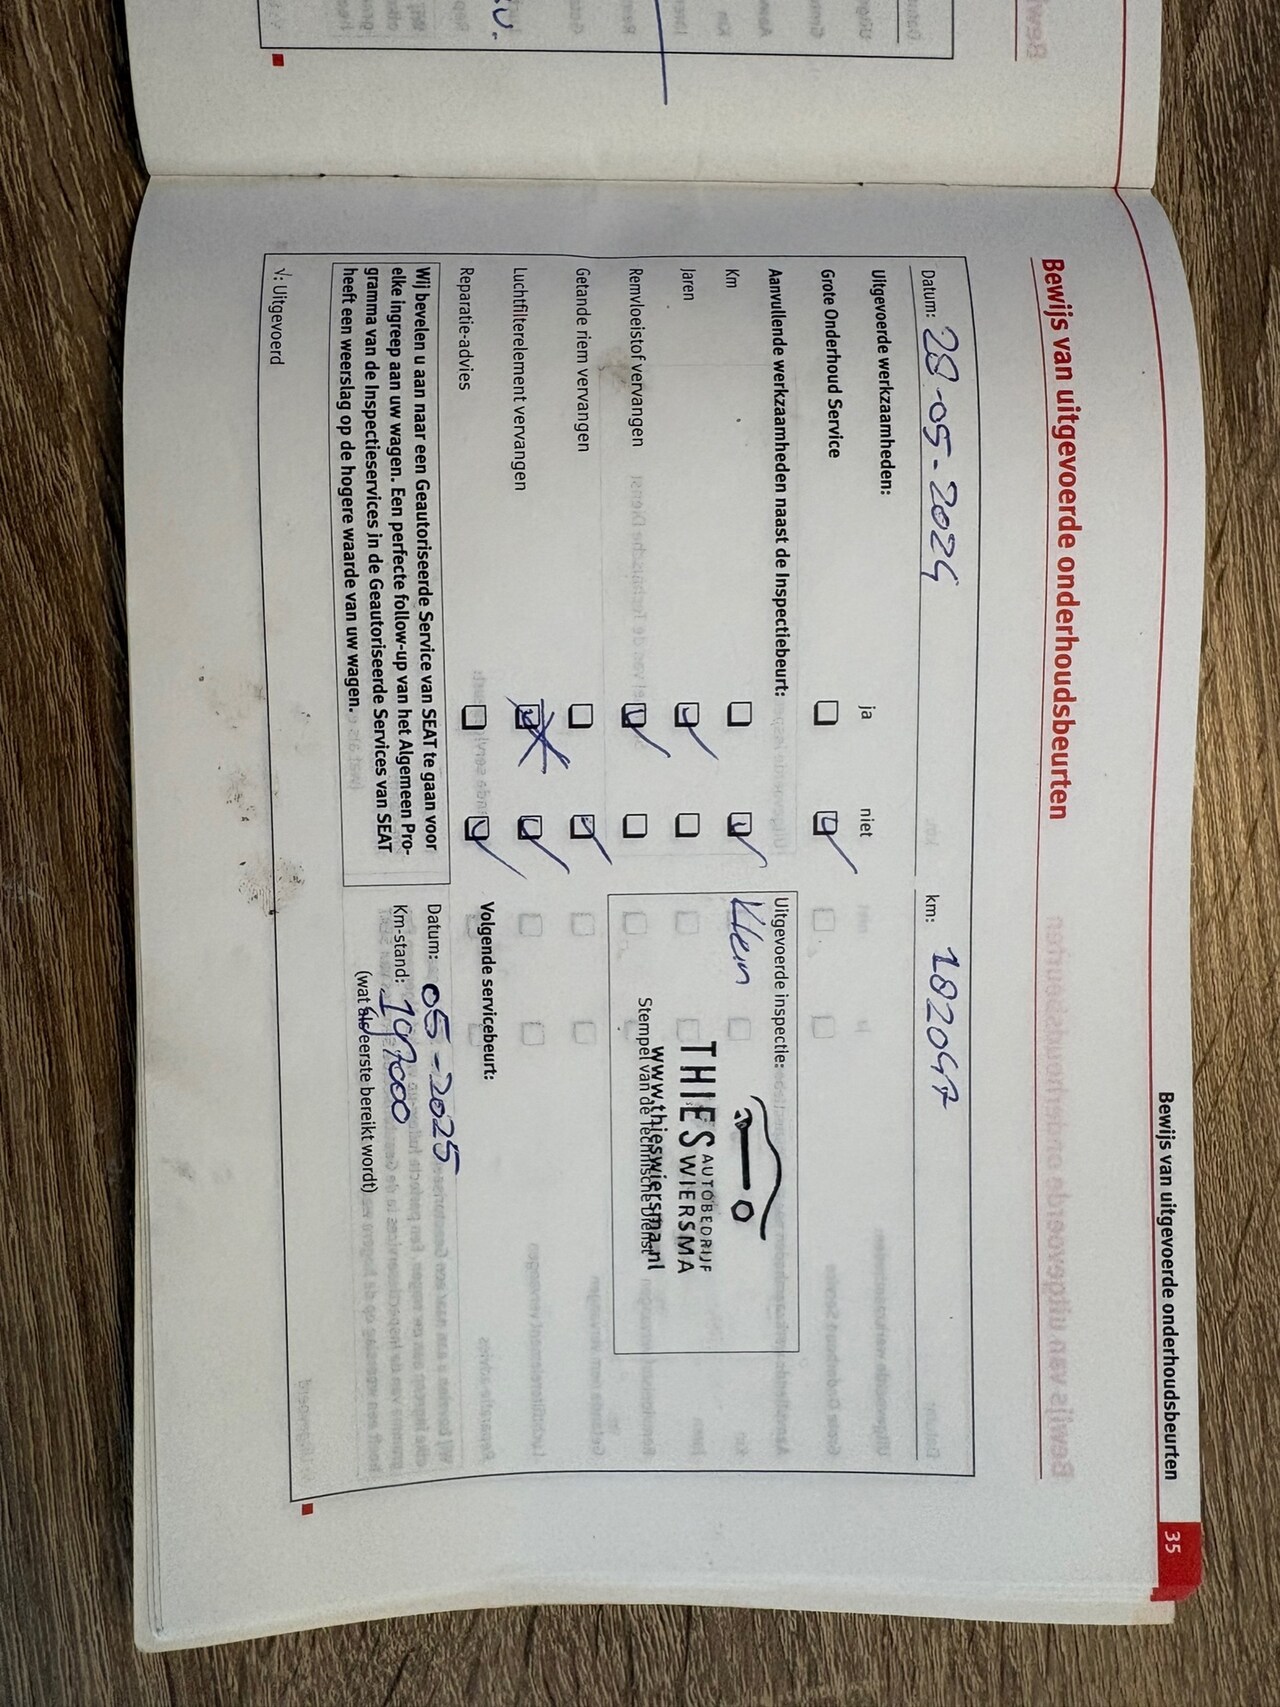 Bewijs van uitgevoerde onderhoudsbeurten
35
Bewijs van uitgevoerde onderhoudsbeurten
Datum: 28-05-2024
km: 182097
Uitgevoerde werkzaamheden:
ja niet
Grote Onderhoud Service
Aanvullende werkzaamheden naast de Inspectiebeurt:
Km
Jaren
Remvloeistof vervangen
Getande riem vervangen
Luchtfilterelement vervangen
Reparatie-advies
Uitgevoerde inspectie:
Klein
AUTOBEDRIJF
THIES WIERSMA
www.thieswiersma.nl
Stempel van de Technische Dienst
Wij bevelen u aan naar een Geautoriseerde Service van SEAT te gaan voor
elke ingreep aan uw wagen. Een perfecte follow-up van het Algemeen Pro-
gramma van de Inspectieservices in de Geautoriseerde Services van SEAT
heeft een weerslag op de hogere waarde van uw wagen.
Volgende servicebeurt:
Datum: 05-2025
Km-stand: 197000
(wat als eerste bereikt wordt)
√: Uitgevoerd